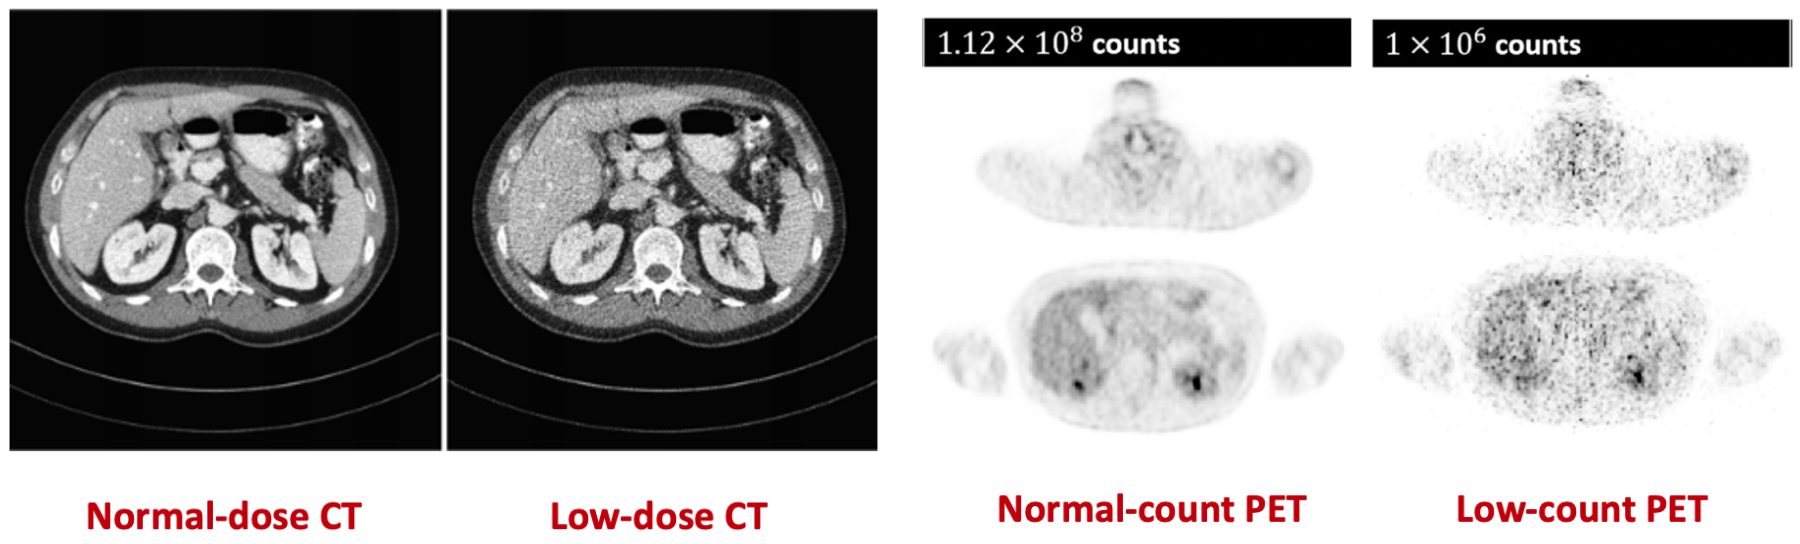 1.12 × 10⁸ counts
1 × 10⁶ counts
Normal-dose CT
Low-dose CT
Normal-count PET
Low-count PET